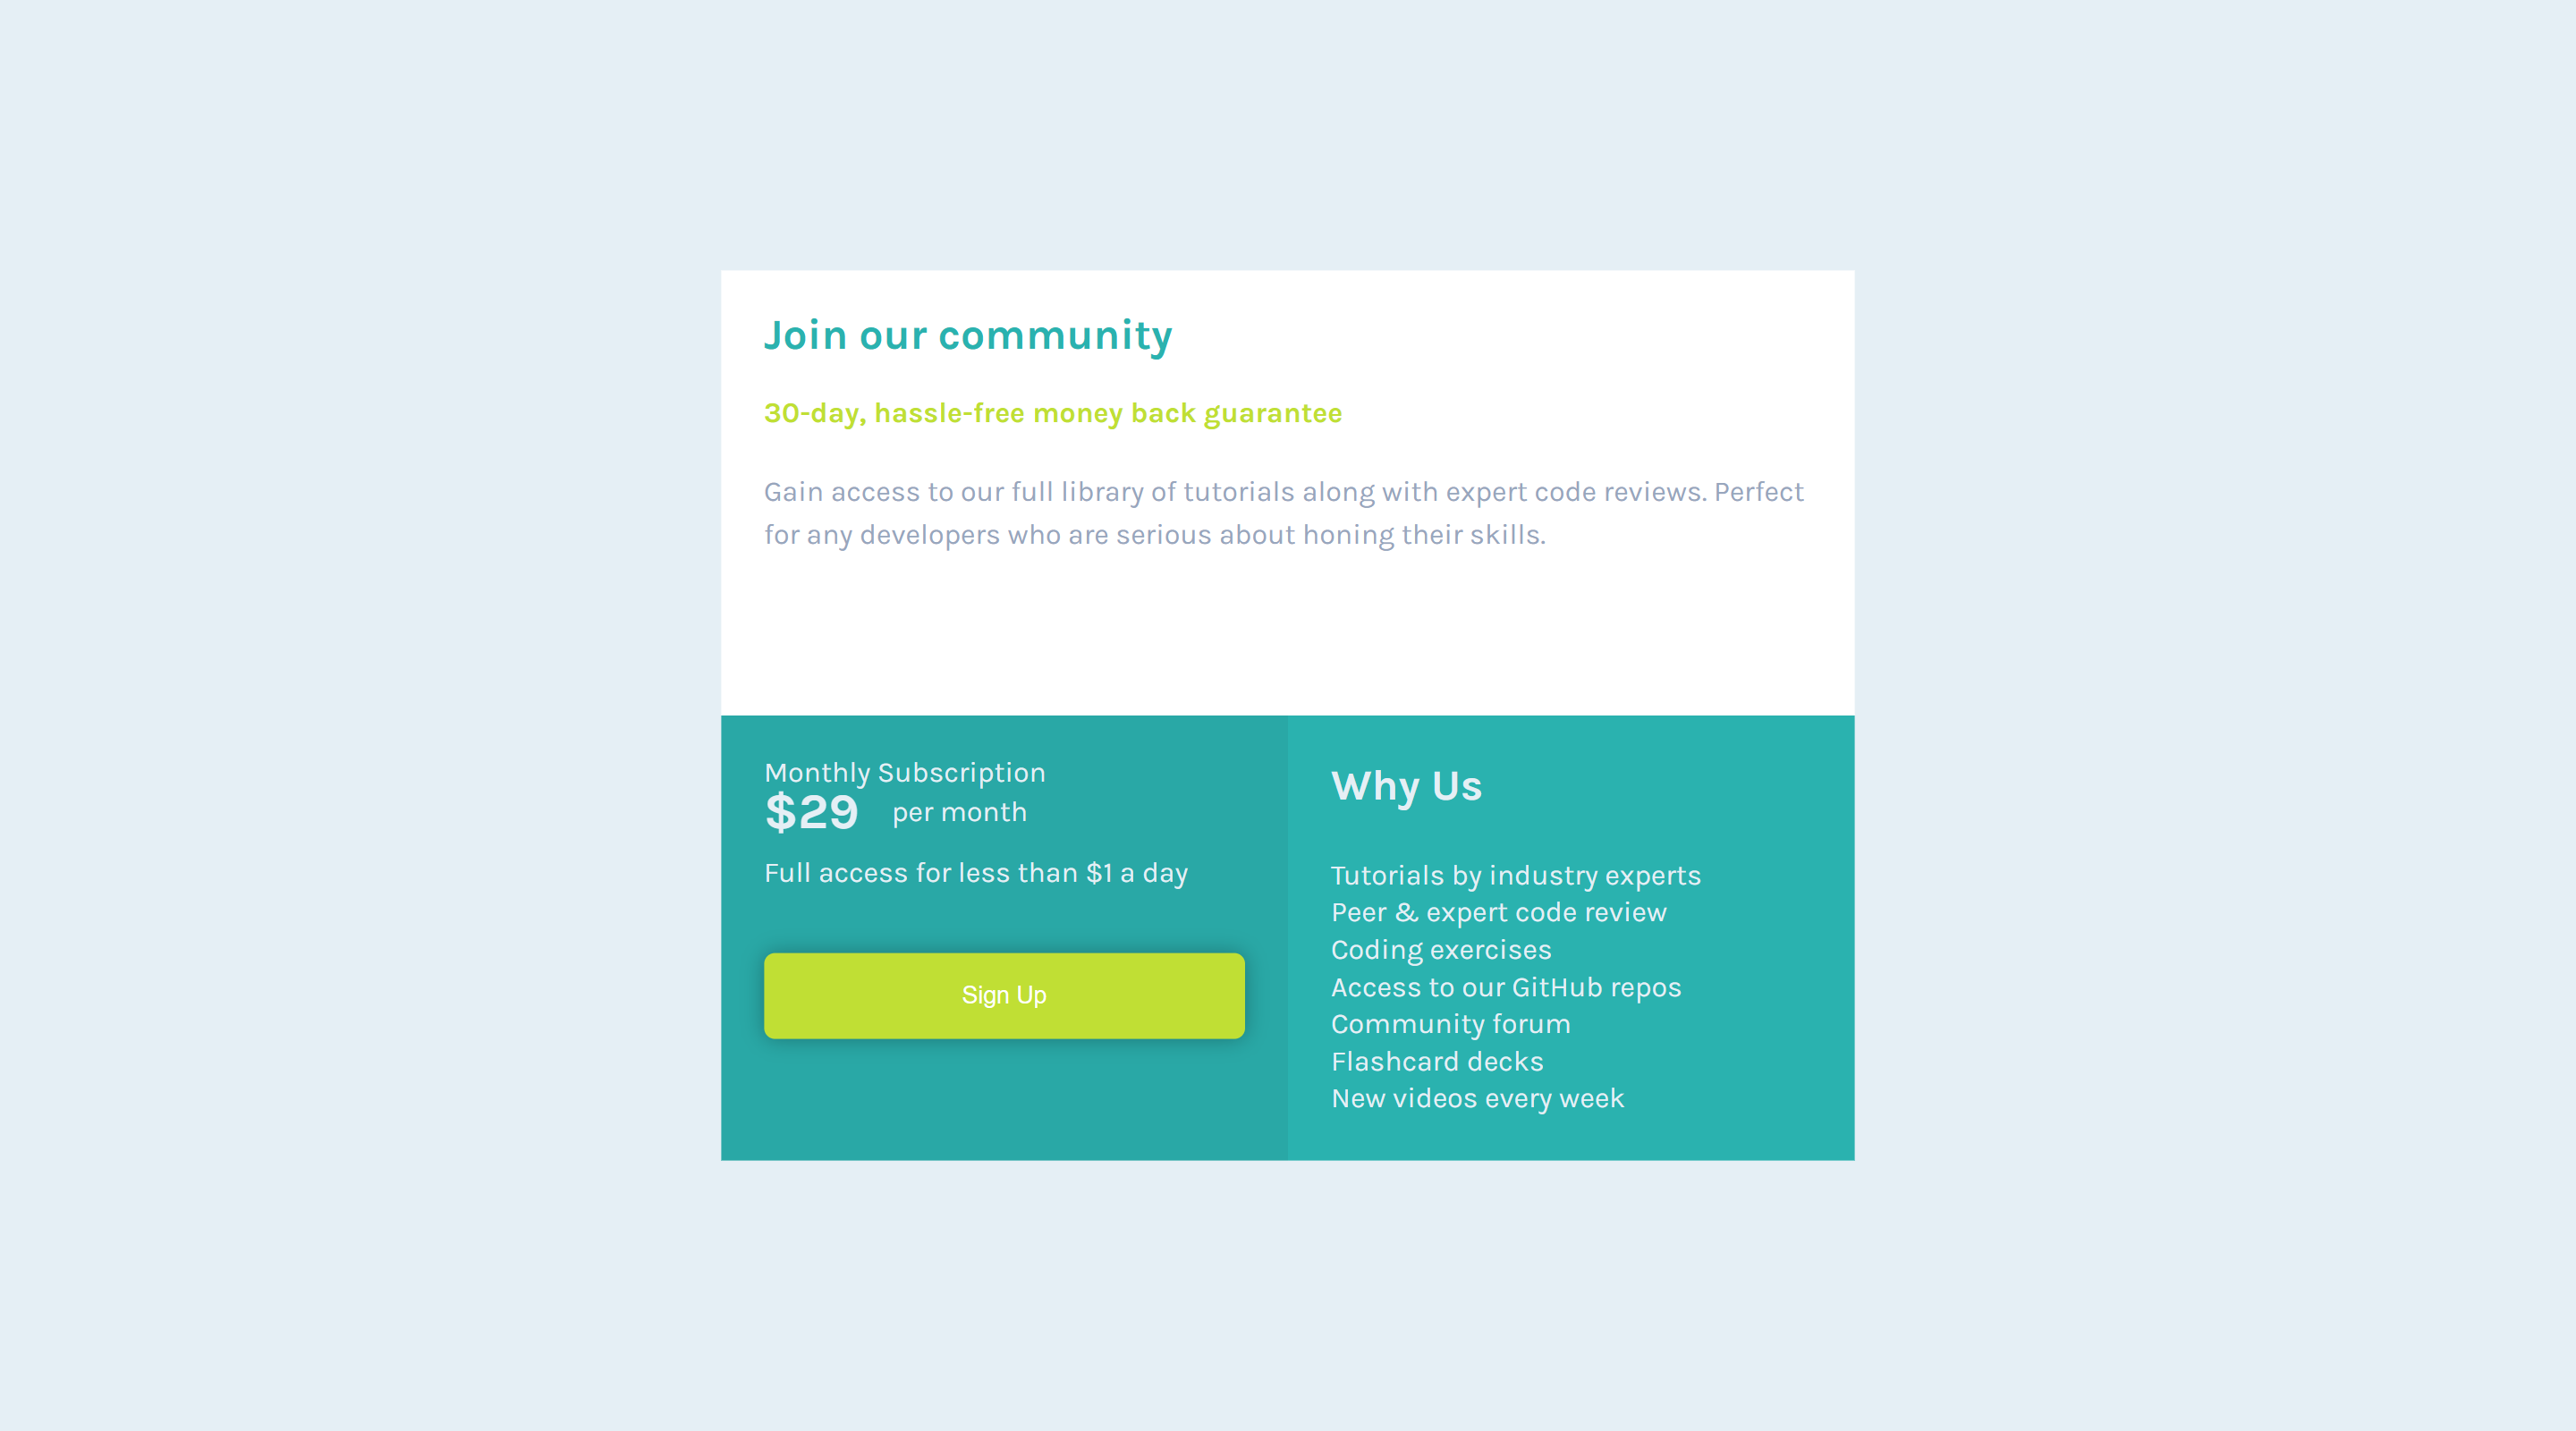 Join our community
30-day, hassle-free money back guarantee
Gain access to our full library of tutorials along with expert code reviews. Perfect
for any developers who are serious about honing their skills.
Monthly Subscription
$29 per month
Full access for less than $1 a day
Sign Up
Why Us
Tutorials by industry experts
Peer & expert code review
Coding exercises
Access to our GitHub repos
Community forum
Flashcard decks
New videos every week